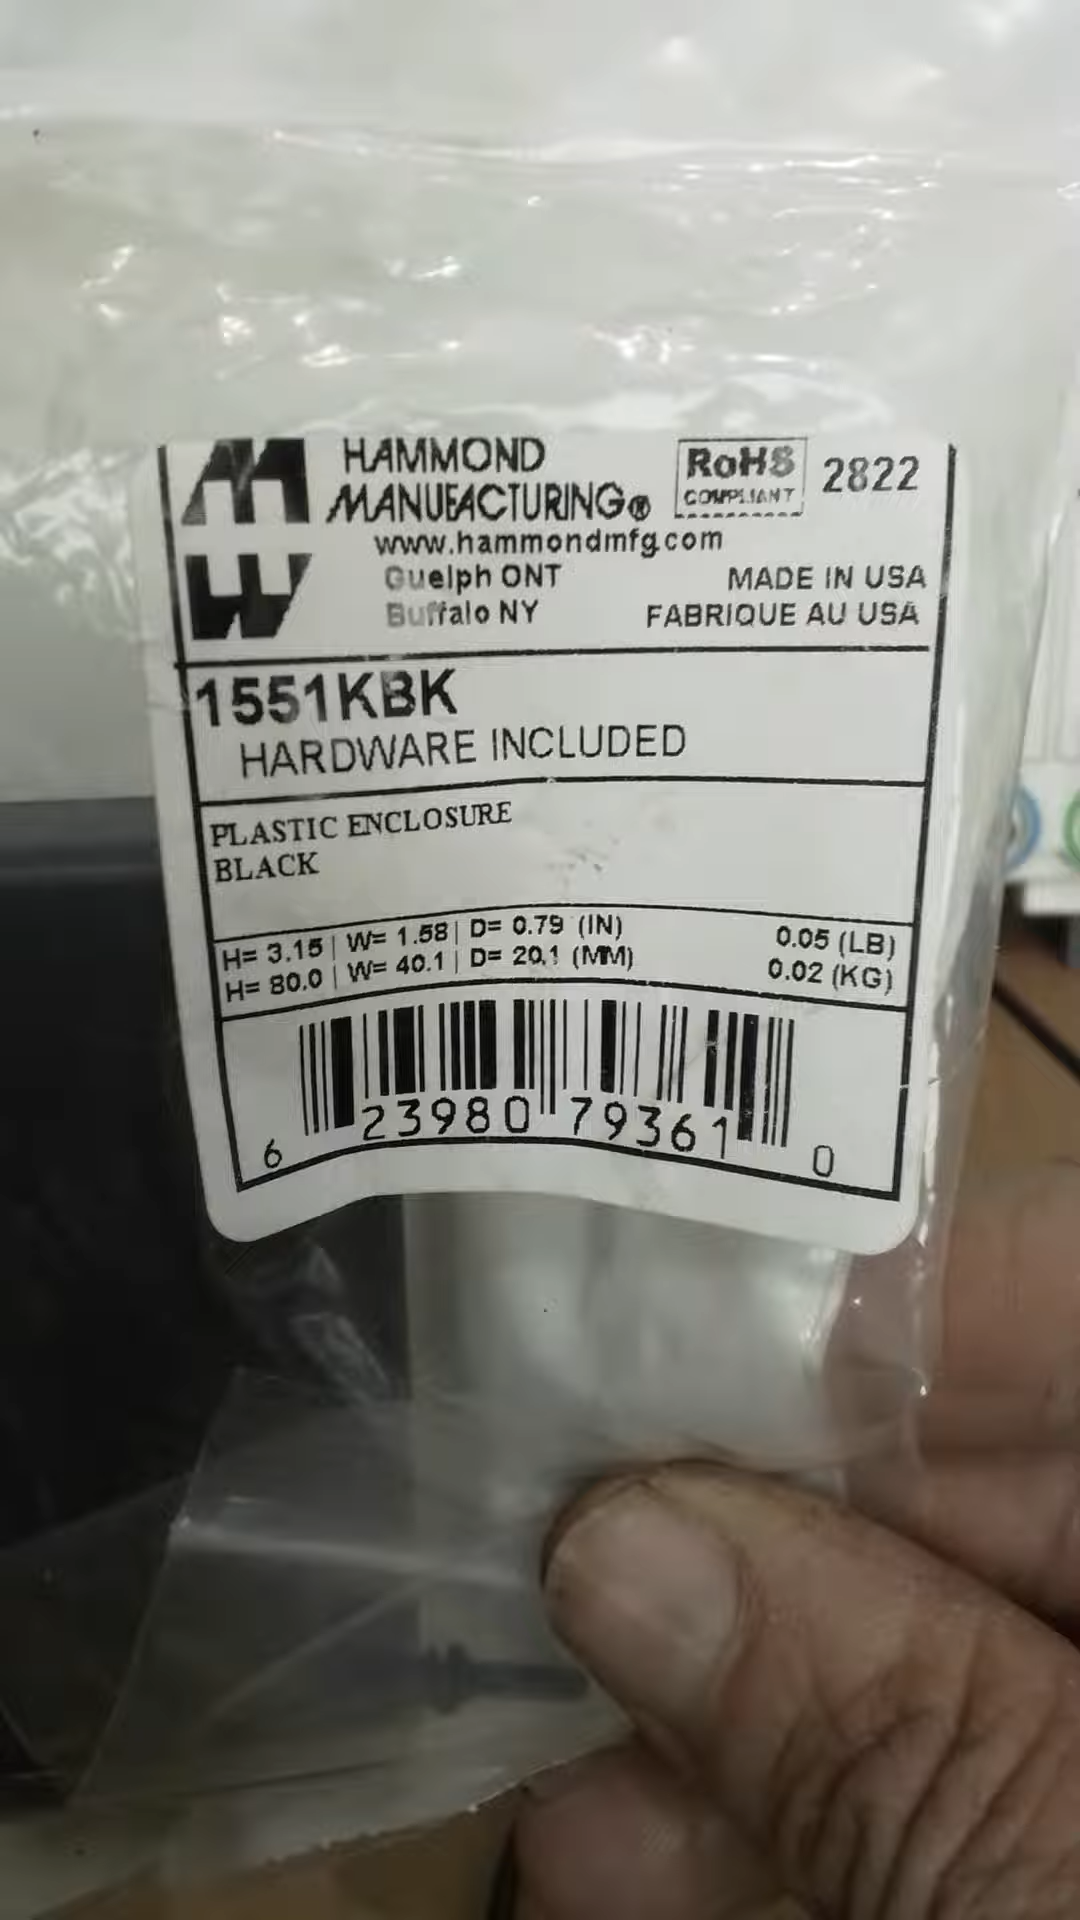 HAMMOND
MANUFACTURING®
RoHS
COMPLIANT
2822
www.hammondmfg.com
Guelph ONT
Buffalo NY
MADE IN USA
FABRIQUE AU USA
1551KBK
HARDWARE INCLUDED
PLASTIC ENCLOSURE
BLACK
H= 3.15 | W= 1.58 | D= 0.79 (IN) 0.05 (LB)
H= 80.0 | W= 40.1 | D= 20.1 (MM) 0.02 (KG)
6 23980 79361 0